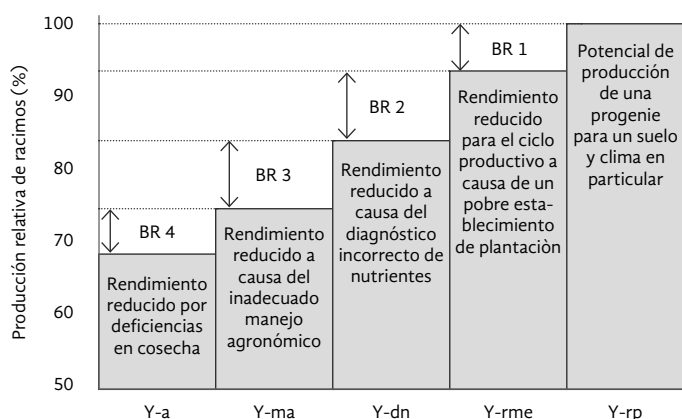 Producción relativa de racimos (%)
100
90
80
70
60
50
BR 1
BR 2
BR 3
BR 4
Rendimiento
reducido por
deficiencias
en cosecha
Rendimiento
reducido a
causa del
inadecuado
manejo
agronómico
Rendimiento
reducido a
causa del
diagnóstico
incorrecto de
nutrientes
Rendimiento
reducido
para el ciclo
productivo a
causa de un
pobre esta-
blecimiento
de plantaciòn
Potencial de
producción
de una
progenie
para un suelo
y clima en
particular
Y-a
Y-ma
Y-dn
Y-rme
Y-rp